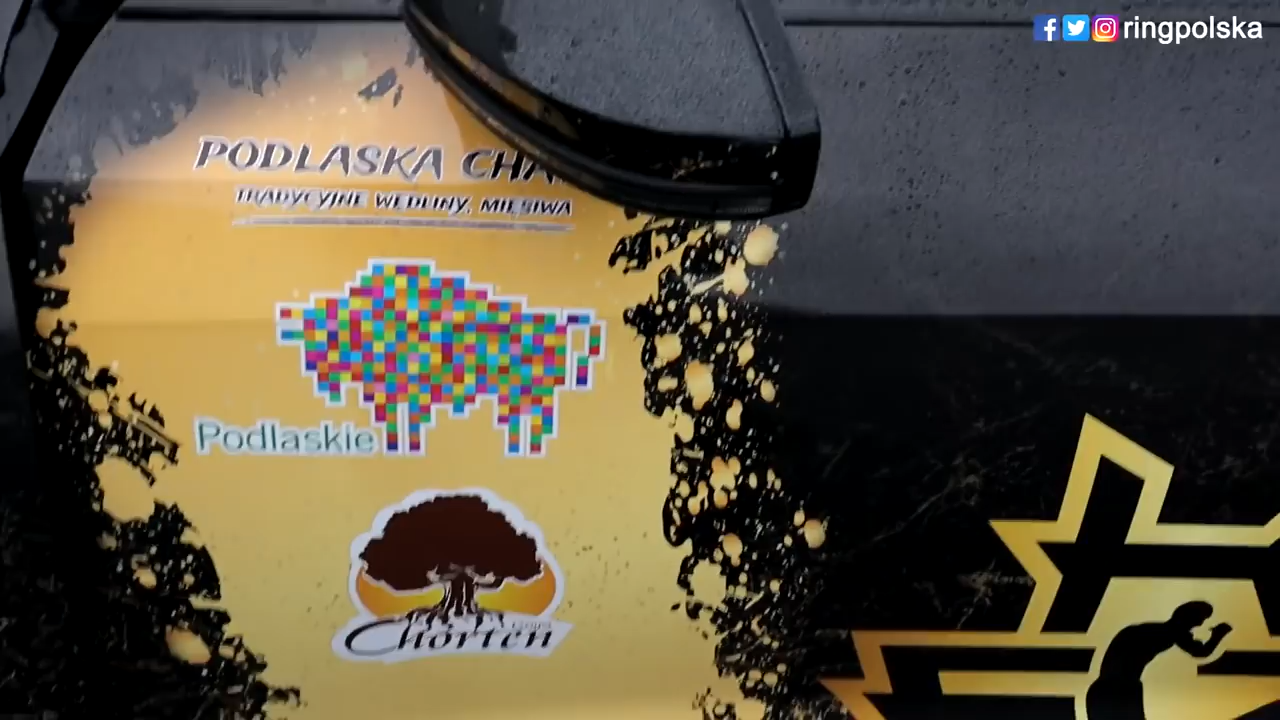 ringpolska
PODLASKA CHA
TRADYCYJNE WĘDLINY, MIĘSIWA
Podlaskie
Chorten